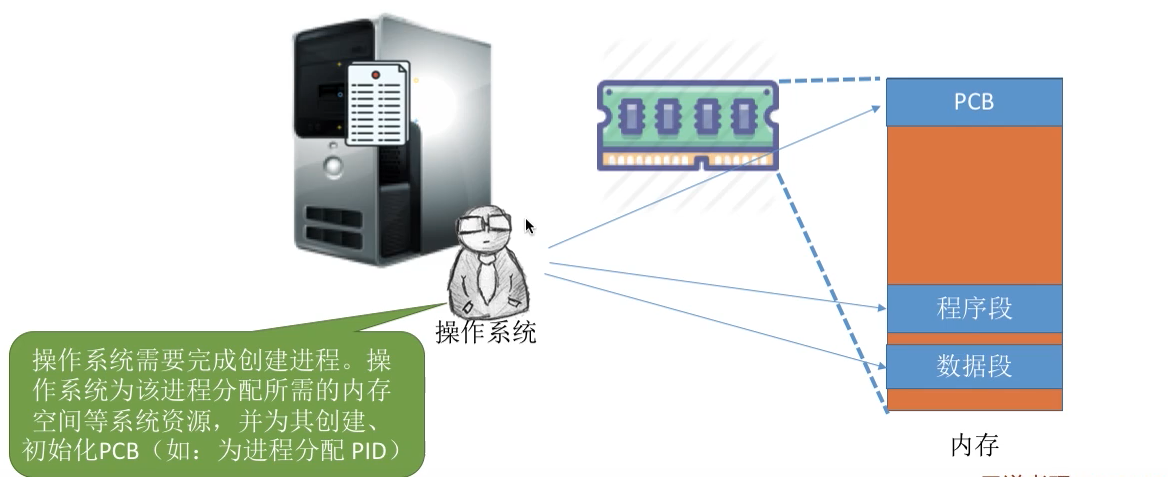 PCB
程序段
数据段
操作系统
操作系统需要完成创建进程。操
作系统为该进程分配所需的内存
空间等系统资源，并为其创建、
初始化PCB（如：为进程分配 PID）
内存